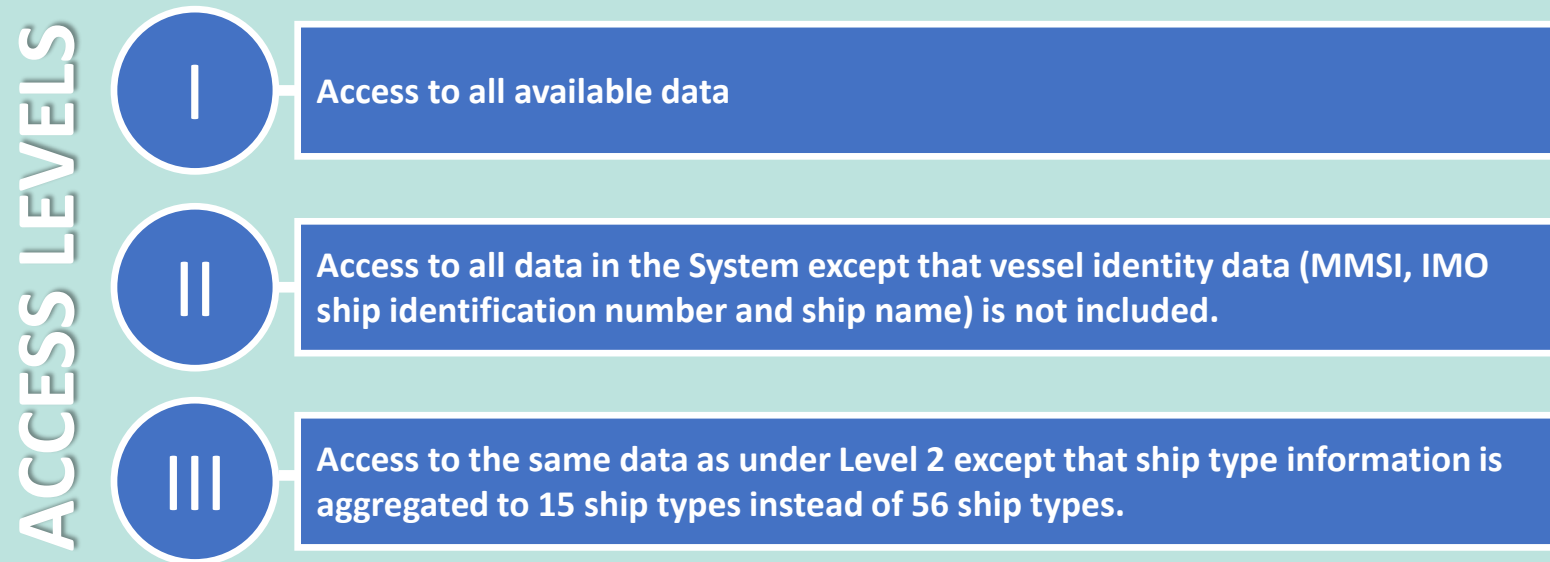 ACCESS LEVELS
I
Access to all available data
II
Access to all data in the System except that vessel identity data (MMSI, IMO
ship identification number and ship name) is not included.
III
Access to the same data as under Level 2 except that ship type information is
aggregated to 15 ship types instead of 56 ship types.